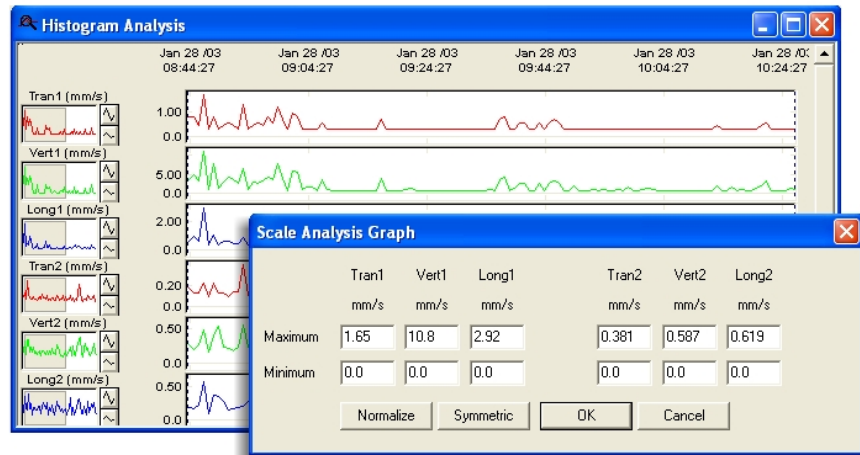 Histogram Analysis
Jan 28 /03 Jan 28 /03 Jan 28 /03 Jan 28 /03 Jan 28 /03 Jan 28 /0
08:44:27 09:04:27 09:24:27 09:44:27 10:04:27 10:24:27
Tran1 (mm/s)
1.00
0.0
Vert1 (mm/s)
5.00
0.0
Long1 (mm/s)
2.00
0.0
Tran2 (mm/s)
0.20
0.0
Vert2 (mm/s)
0.50
0.0
Long2 (mm/s)
0.50
0.0
Scale Analysis Graph
Tran1 Vert1 Long1 Tran2 Vert2 Long2
mm/s mm/s mm/s mm/s mm/s mm/s
Maximum 1.65 10.8 2.92 0.381 0.587 0.619
Minimum 0.0 0.0 0.0 0.0 0.0 0.0
Normalize Symmetric OK Cancel